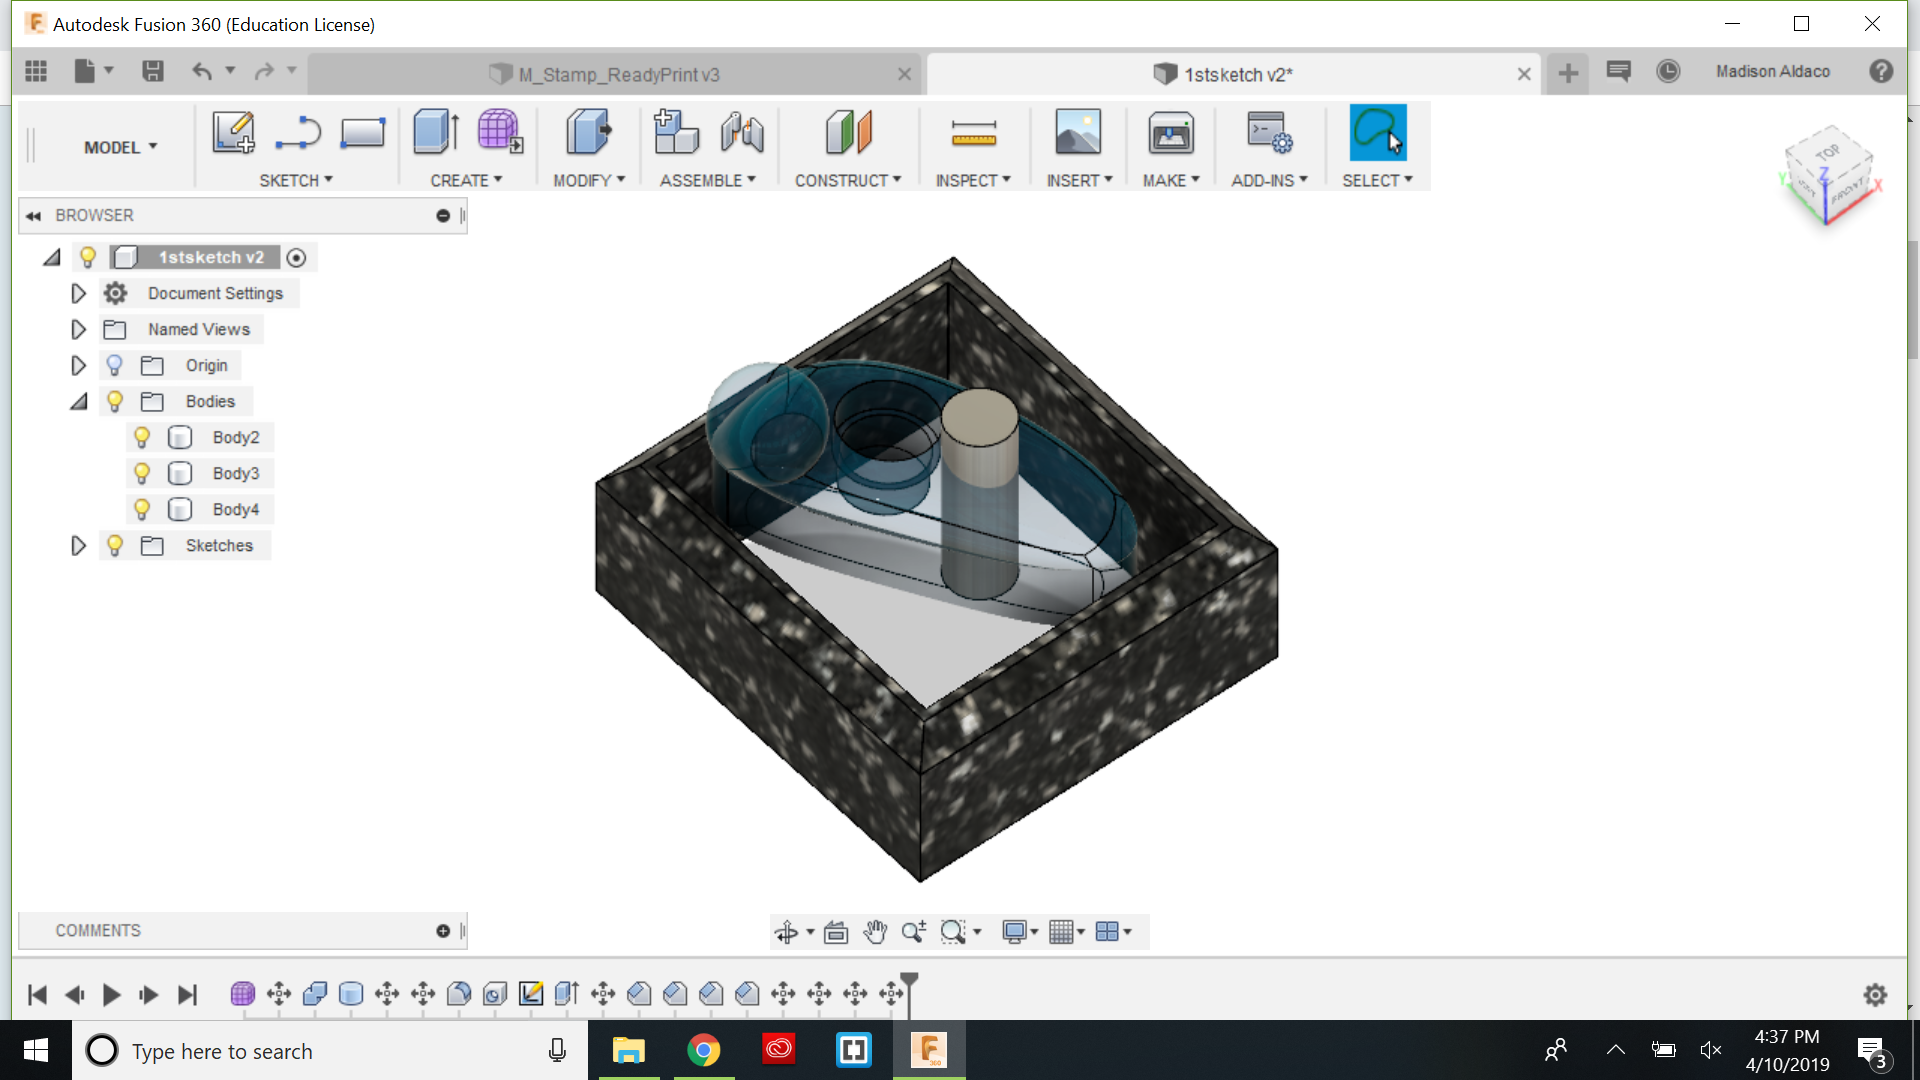 Autodesk Fusion 360 (Education License)
M_Stamp_ReadyPrint v3
1stsketch v2*
Madison Aldaco
MODEL
SKETCH
CREATE
MODIFY
ASSEMBLE
CONSTRUCT
INSPECT
INSERT
MAKE
ADD-INS
SELECT
TOP
FRONT
Z
Y
X
BROWSER
1stsketch v2
Document Settings
Named Views
Origin
Bodies
Body2
Body3
Body4
Sketches
COMMENTS
Type here to search
360
4:37 PM
4/10/2019
3